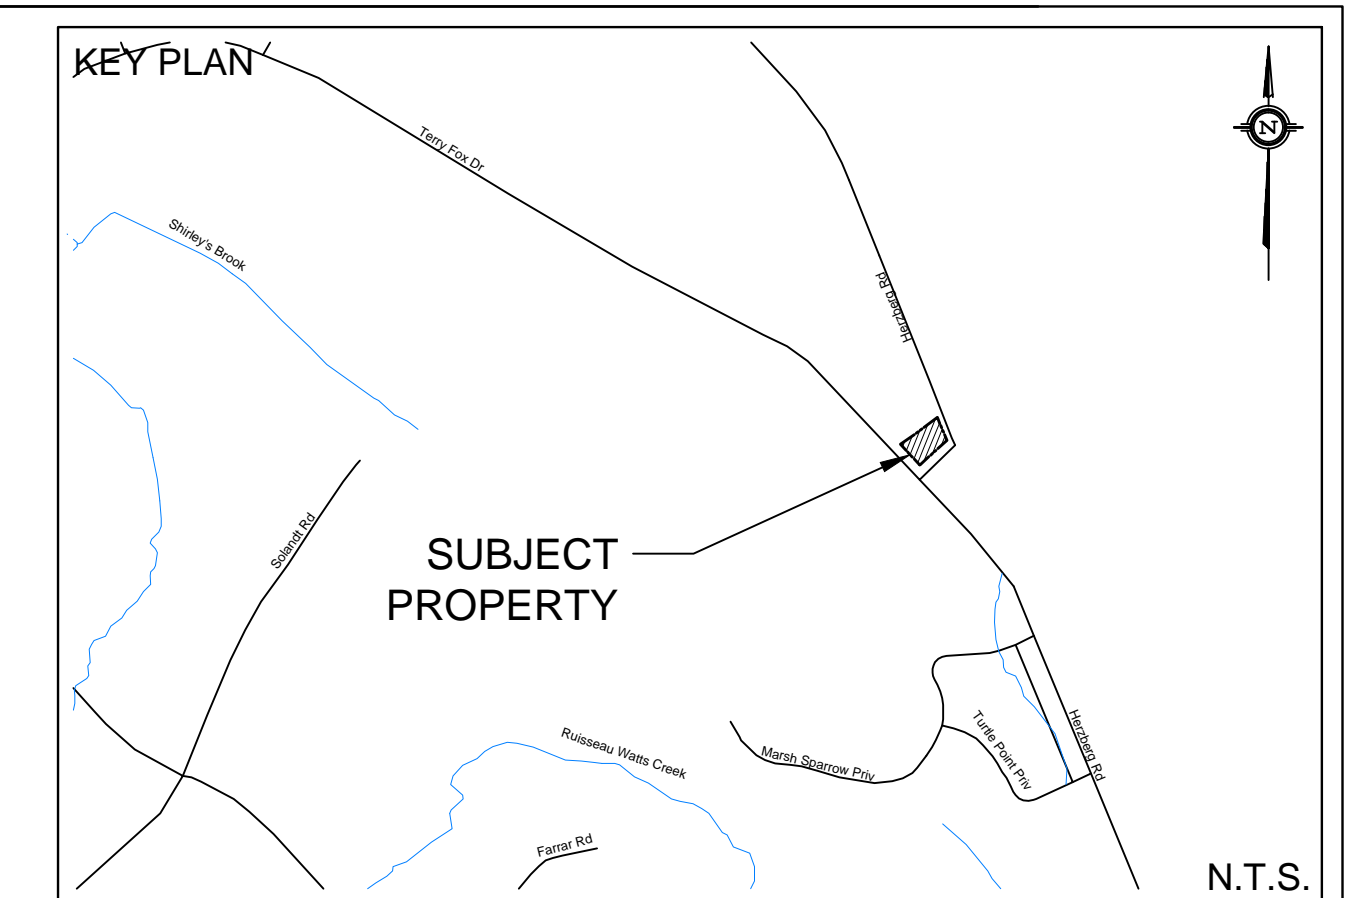 KEY PLAN
Terry Fox Dr
N
Shirley's Brook
Herzberg Rd
Solandt Rd
SUBJECT
PROPERTY
Herzberg Rd
Turtle Point Priv
Ruisseau Watts Creek
Marsh Sparrow Priv
Farrar Rd
N.T.S.